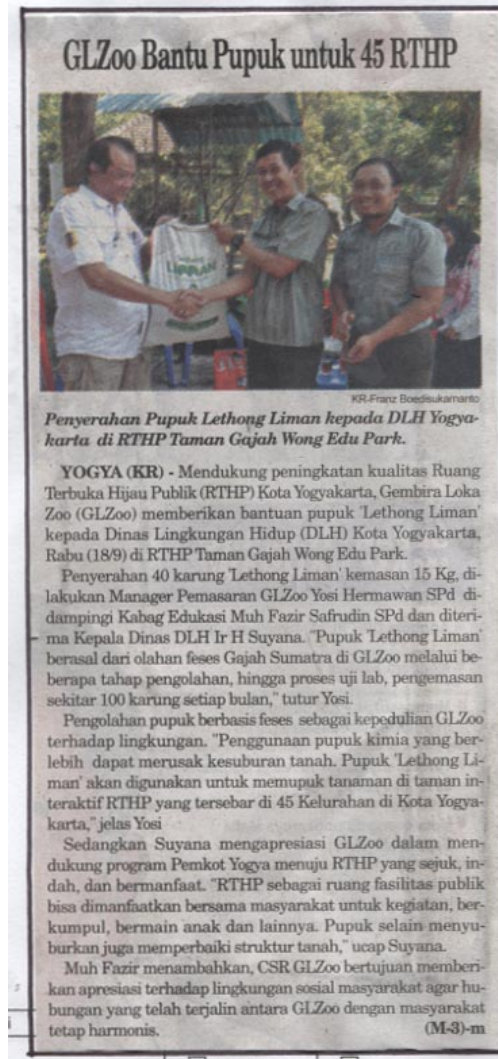 GLZoo Bantu Pupuk untuk 45 RTHP
LIMAN
KR-Franz Boedisukamanto
Penyerahan Pupuk Lethong Liman kepada DLH Yogya-
karta di RTHP Taman Gajah Wong Edu Park.
YOGYA (KR) - Mendukung peningkatan kualitas Ruang
Terbuka Hijau Publik (RTHP) Kota Yogyakarta, Gembira Loka
Zoo (GLZoo) memberikan bantuan pupuk 'Lethong Liman'
kepada Dinas Lingkungan Hidup (DLH) Kota Yogyakarta,
Rabu (18/9) di RTHP Taman Gajah Wong Edu Park.
Penyerahan 40 karung 'Lethong Liman' kemasan 15 Kg, di-
lakukan Manager Pemasaran GLZoo Yosi Hermawan SPd di-
dampingi Kabag Edukasi Muh Fazir Safrudin SPd dan diteri-
ma Kepala Dinas DLH Ir H Suyana. "Pupuk 'Lethong Liman'
berasal dari olahan feses Gajah Sumatra di GLZoo melalui be-
berapa tahap pengolahan, hingga proses uji lab, pengemasan
sekitar 100 karung setiap bulan," tutur Yosi.
Pengolahan pupuk berbasis feses sebagai kepedulian GLZoo
terhadap lingkungan. "Penggunaan pupuk kimia yang ber-
lebih dapat merusak kesuburan tanah. Pupuk 'Lethong Li-
man' akan digunakan untuk memupuk tanaman di taman in-
teraktif RTHP yang tersebar di 45 Kelurahan di Kota Yogya-
karta," jelas Yosi
Sedangkan Suyana mengapresiasi GLZoo dalam men-
dukung program Pemkot Yogya menuju RTHP yang sejuk, in-
dah, dan bermanfaat. "RTHP sebagai ruang fasilitas publik
bisa dimanfaatkan bersama masyarakat untuk kegiatan, ber-
kumpul, bermain anak dan lainnya. Pupuk selain menyu-
burkan juga memperbaiki struktur tanah," ucap Suyana.
Muh Fazir menambahkan, CSR GLZoo bertujuan memberi-
kan apresiasi terhadap lingkungan sosial masyarakat agar hu-
bungan yang telah terjalin antara GLZoo dengan masyarakat
tetap harmonis. (M-3)-m